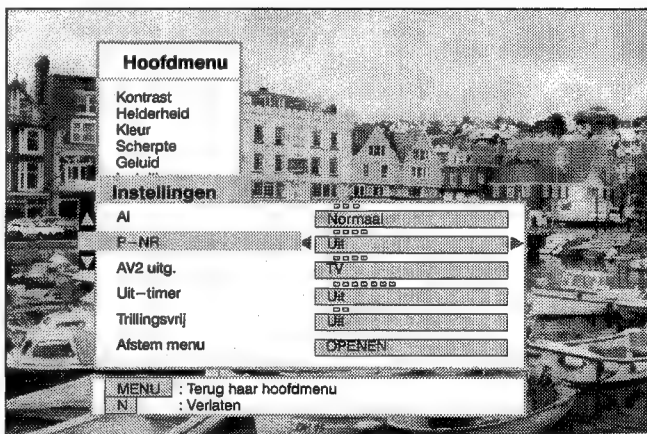 Hoofdmenu
Kontrast
Helderheid
Kleur
Scherpte
Geluid
Instellingen
AI Normaal
P-NR Uit
AV2 uitg. TV
Uit-timer Uit
Trillingsvrij Uit
Afstem menu OPENEN
MENU : Terug haar hoofdmenu
N : Verlaten